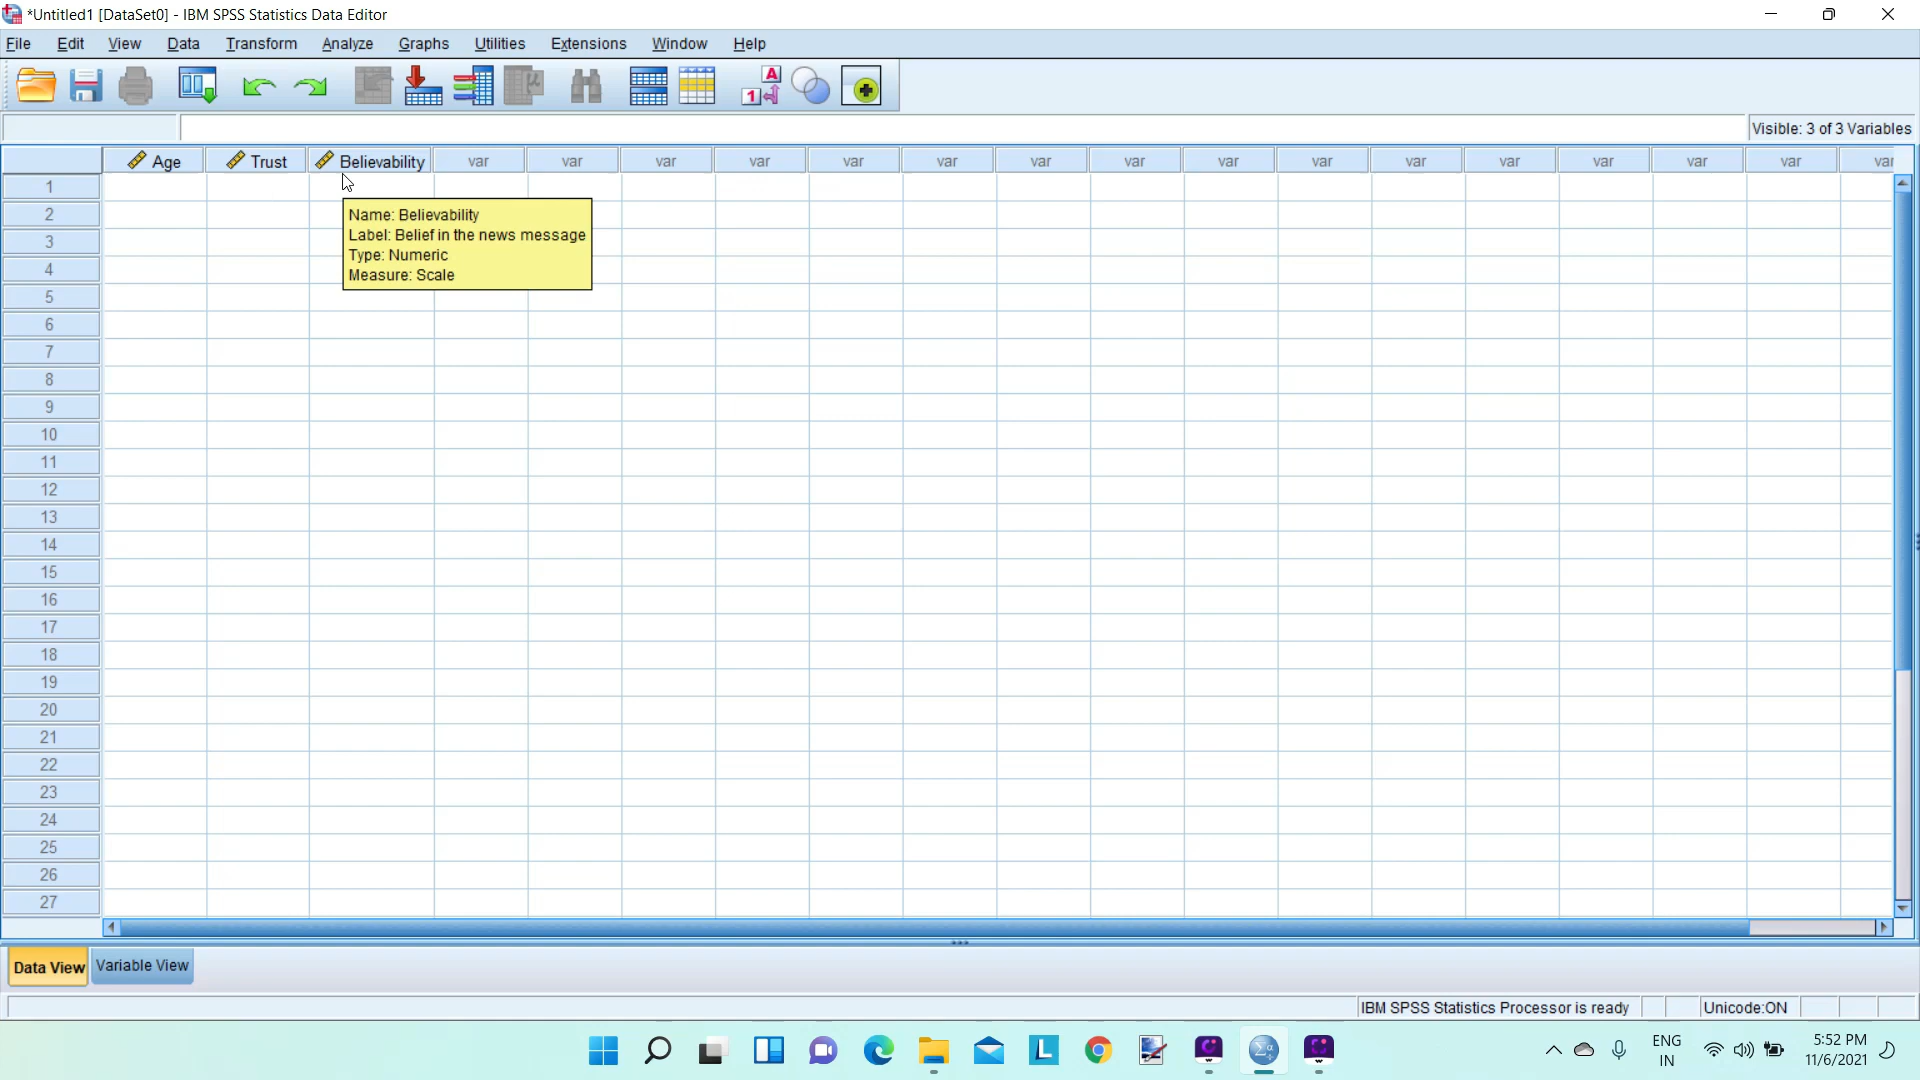 *Untitled1 [DataSet0] - IBM SPSS Statistics Data Editor
File Edit View Data Transform Analyze Graphs Utilities Extensions Window Help
Visible: 3 of 3 Variables
Age Trust Believability var var var var var var var var var var var var var var var var
1
Name: Believability
2
Label: Belief in the news message
3
Type: Numeric
4
Measure: Scale
5
6
7
8
9
10
11
12
13
14
15
16
17
18
19
20
21
22
23
24
25
26
27
Data View Variable View
IBM SPSS Statistics Processor is ready Unicode:ON
ENG
IN
5:52 PM
11/6/2021